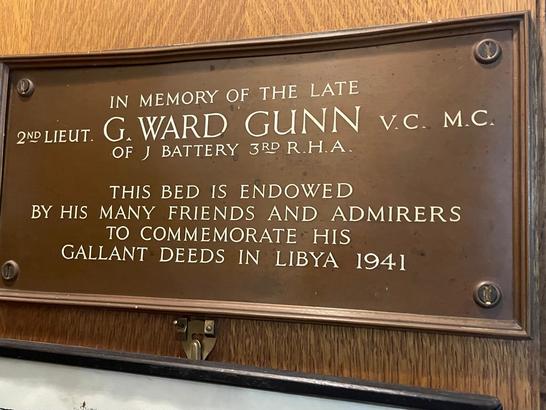 IN MEMORY OF THE LATE
2ND LIEUT. G. WARD GUNN V.C. M.C.
OF J BATTERY 3RD R.H.A.
THIS BED IS ENDOWED
BY HIS MANY FRIENDS AND ADMIRERS
TO COMMEMORATE HIS
GALLANT DEEDS IN LIBYA 1941